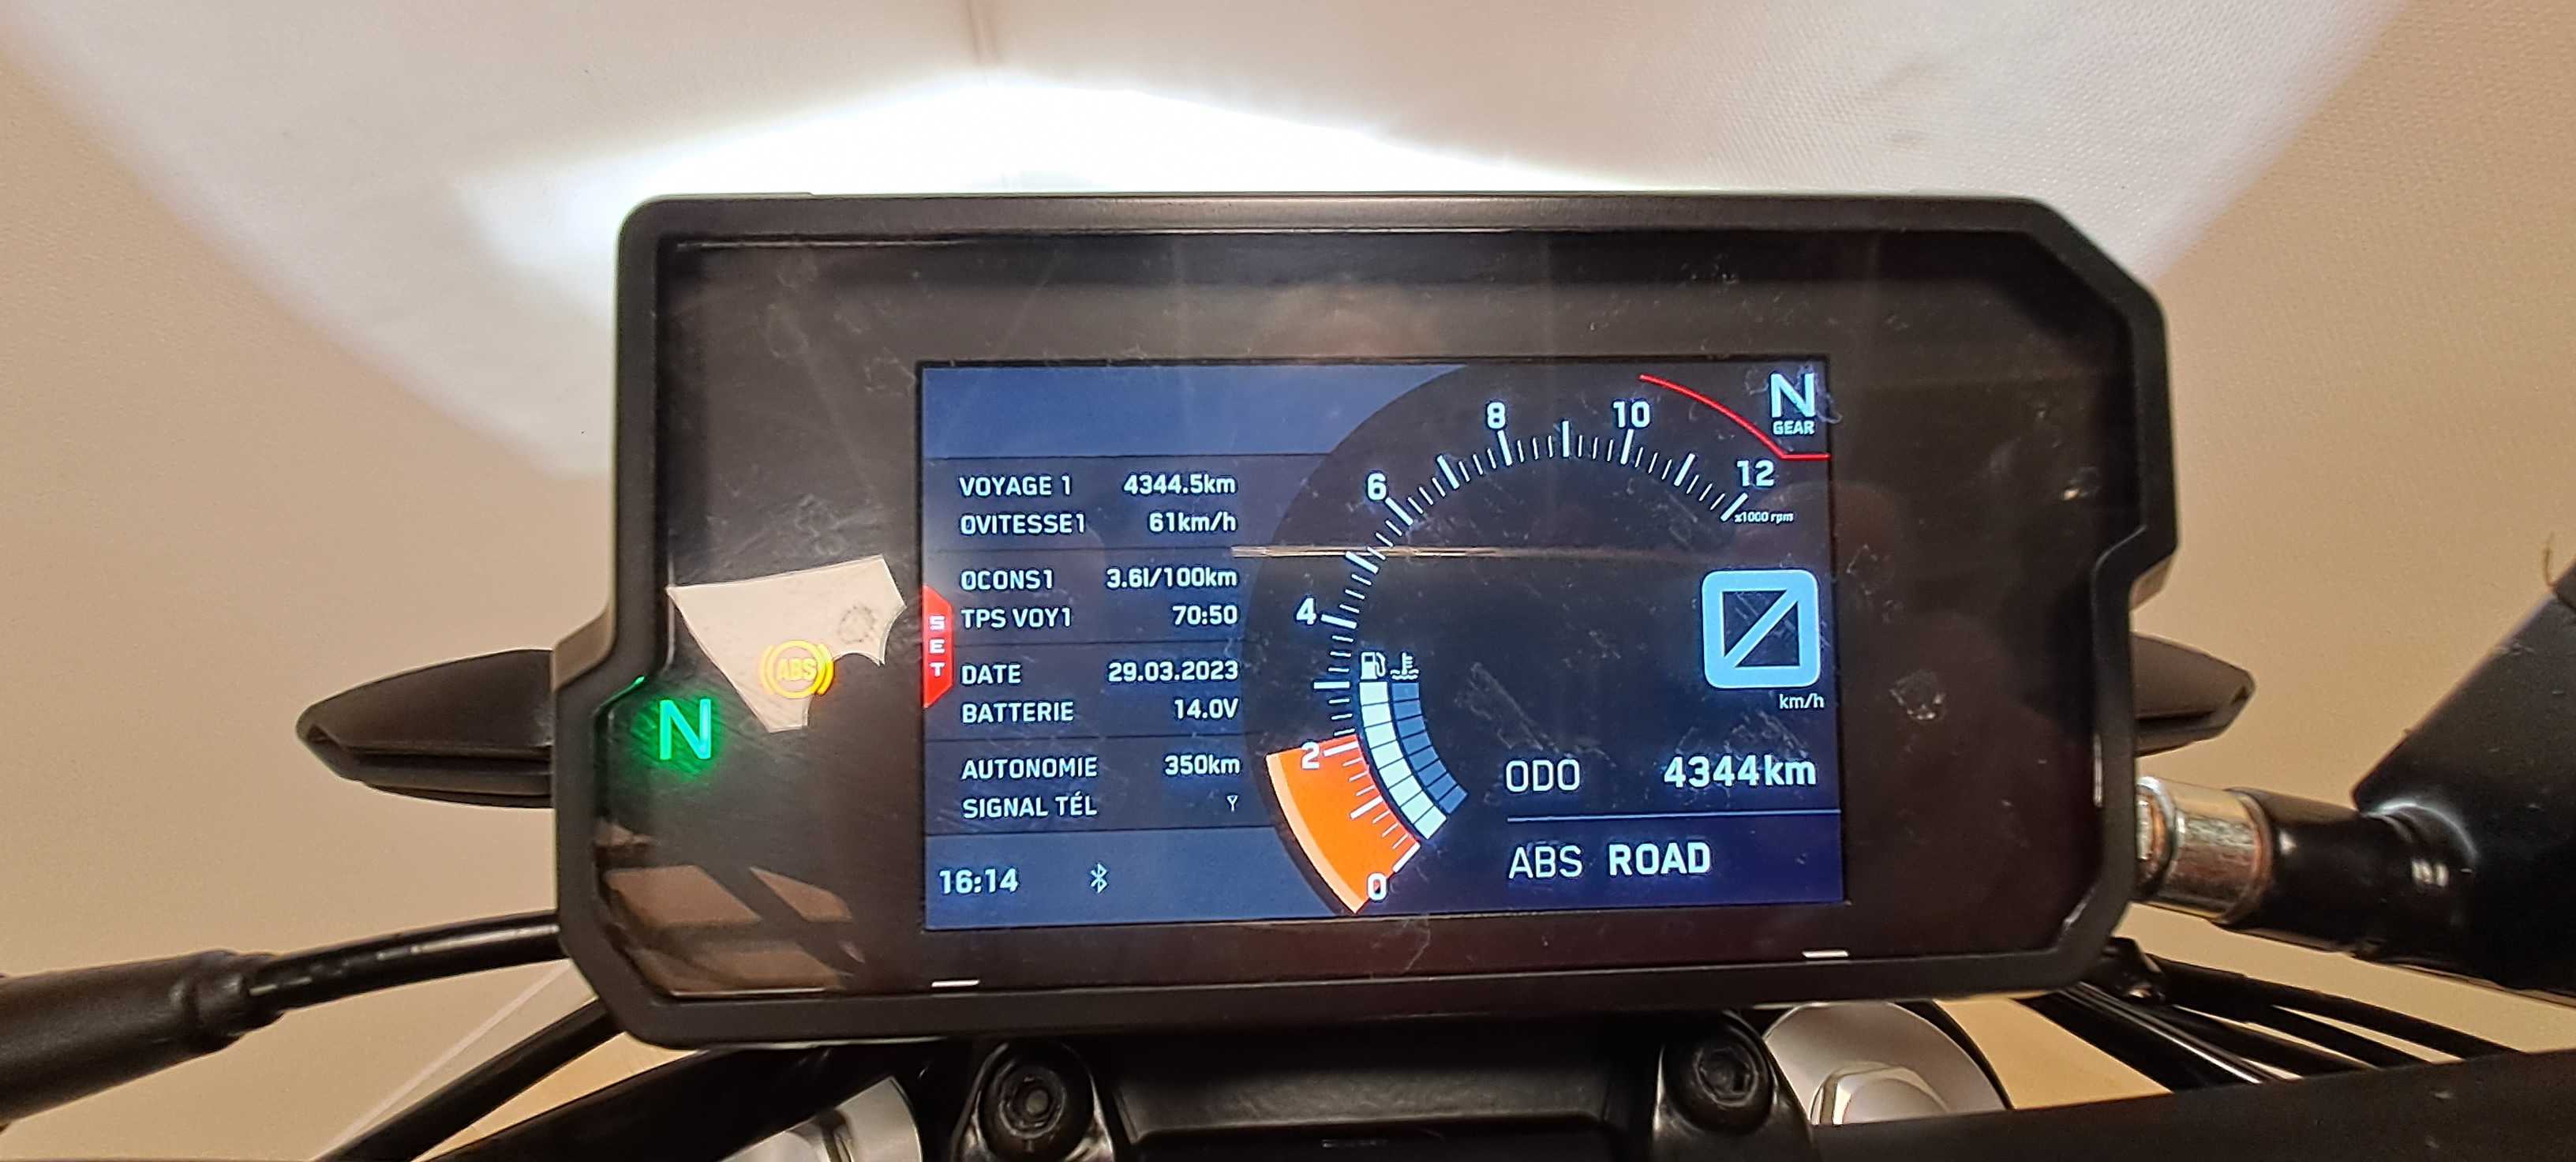 VOYAGE 1 4344.5km
ØVITESSE1 61km/h
ØCONS1 3.6l/100km
TPS VOY1 70:50
DATE 29.03.2023
BATTERIE 14.0V
AUTONOMIE 350km
SIGNAL TÉL
16:14
SET
ABS
N
0
2
4
6
8
10
12
x1000 rpm
N
GEAR
0
km/h
ODO 4344km
ABS ROAD